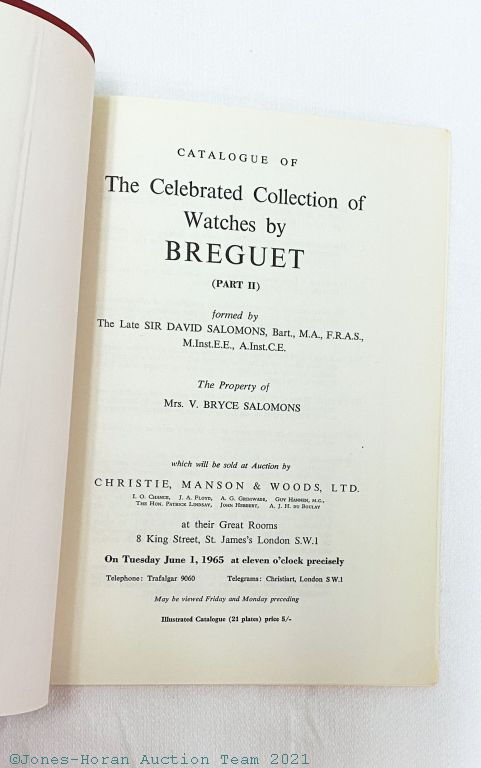 CATALOGUE OF
The Celebrated Collection of
Watches by
BREGUET
(PART II)
formed by
The Late SIR DAVID SALOMONS, Bart., M.A., F.R.A.S.,
M.Inst.E.E., A.Inst.C.E.
The Property of
Mrs. V. BRYCE SALOMONS
which will be sold at Auction by
CHRISTIE, MANSON & WOODS, LTD.
I. O. CHANCE, J. A. FLOYD, A. G. GRIMWADE, GUY HANNEN, M.C.,
THE HON. PATRICK LINDSAY, JOHN HERBERT, A. J. H. DU BOULAY
at their Great Rooms
8 King Street, St. James's London S.W.1
On Tuesday June 1, 1965 at eleven o'clock precisely
Telephone: Trafalgar 9060 Telegrams: Christiart, London S W.1
May be viewed Friday and Monday preceding
Illustrated Catalogue (21 plates) price 5/-
©Jones-Horan Auction Team 2021